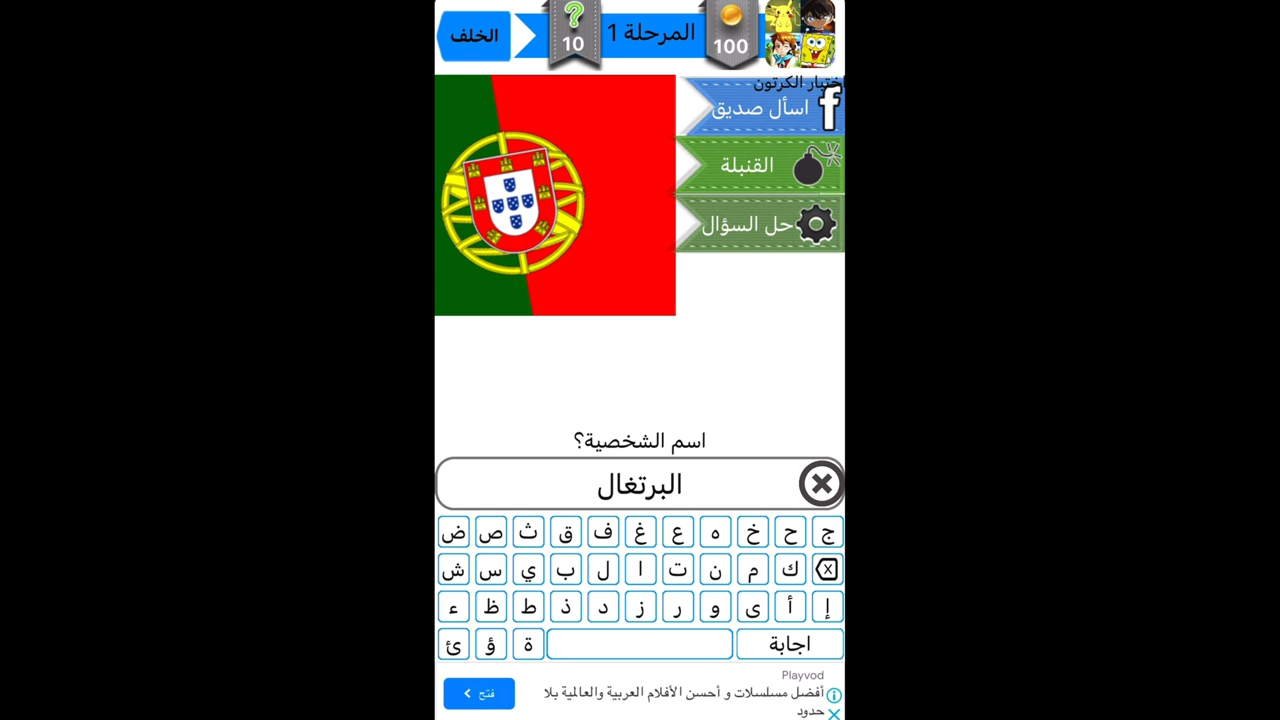 الخلف
10
المرحلة 1
100
اختبار الكرتون
اسأل صديق
القنبلة
حل السؤال
اسم الشخصية؟
البرتغال
ض ص ث ق ف غ ع ه خ ح ج
ش س ي ب ل ا ت ن م ك
ء ظ ط ذ د ز ر و ى أ إ
ئ ؤ ة اجابة
Playvod
أفضل مسلسلات و أحسن الأفلام العربية والعالمية بلا
حدود
فتح